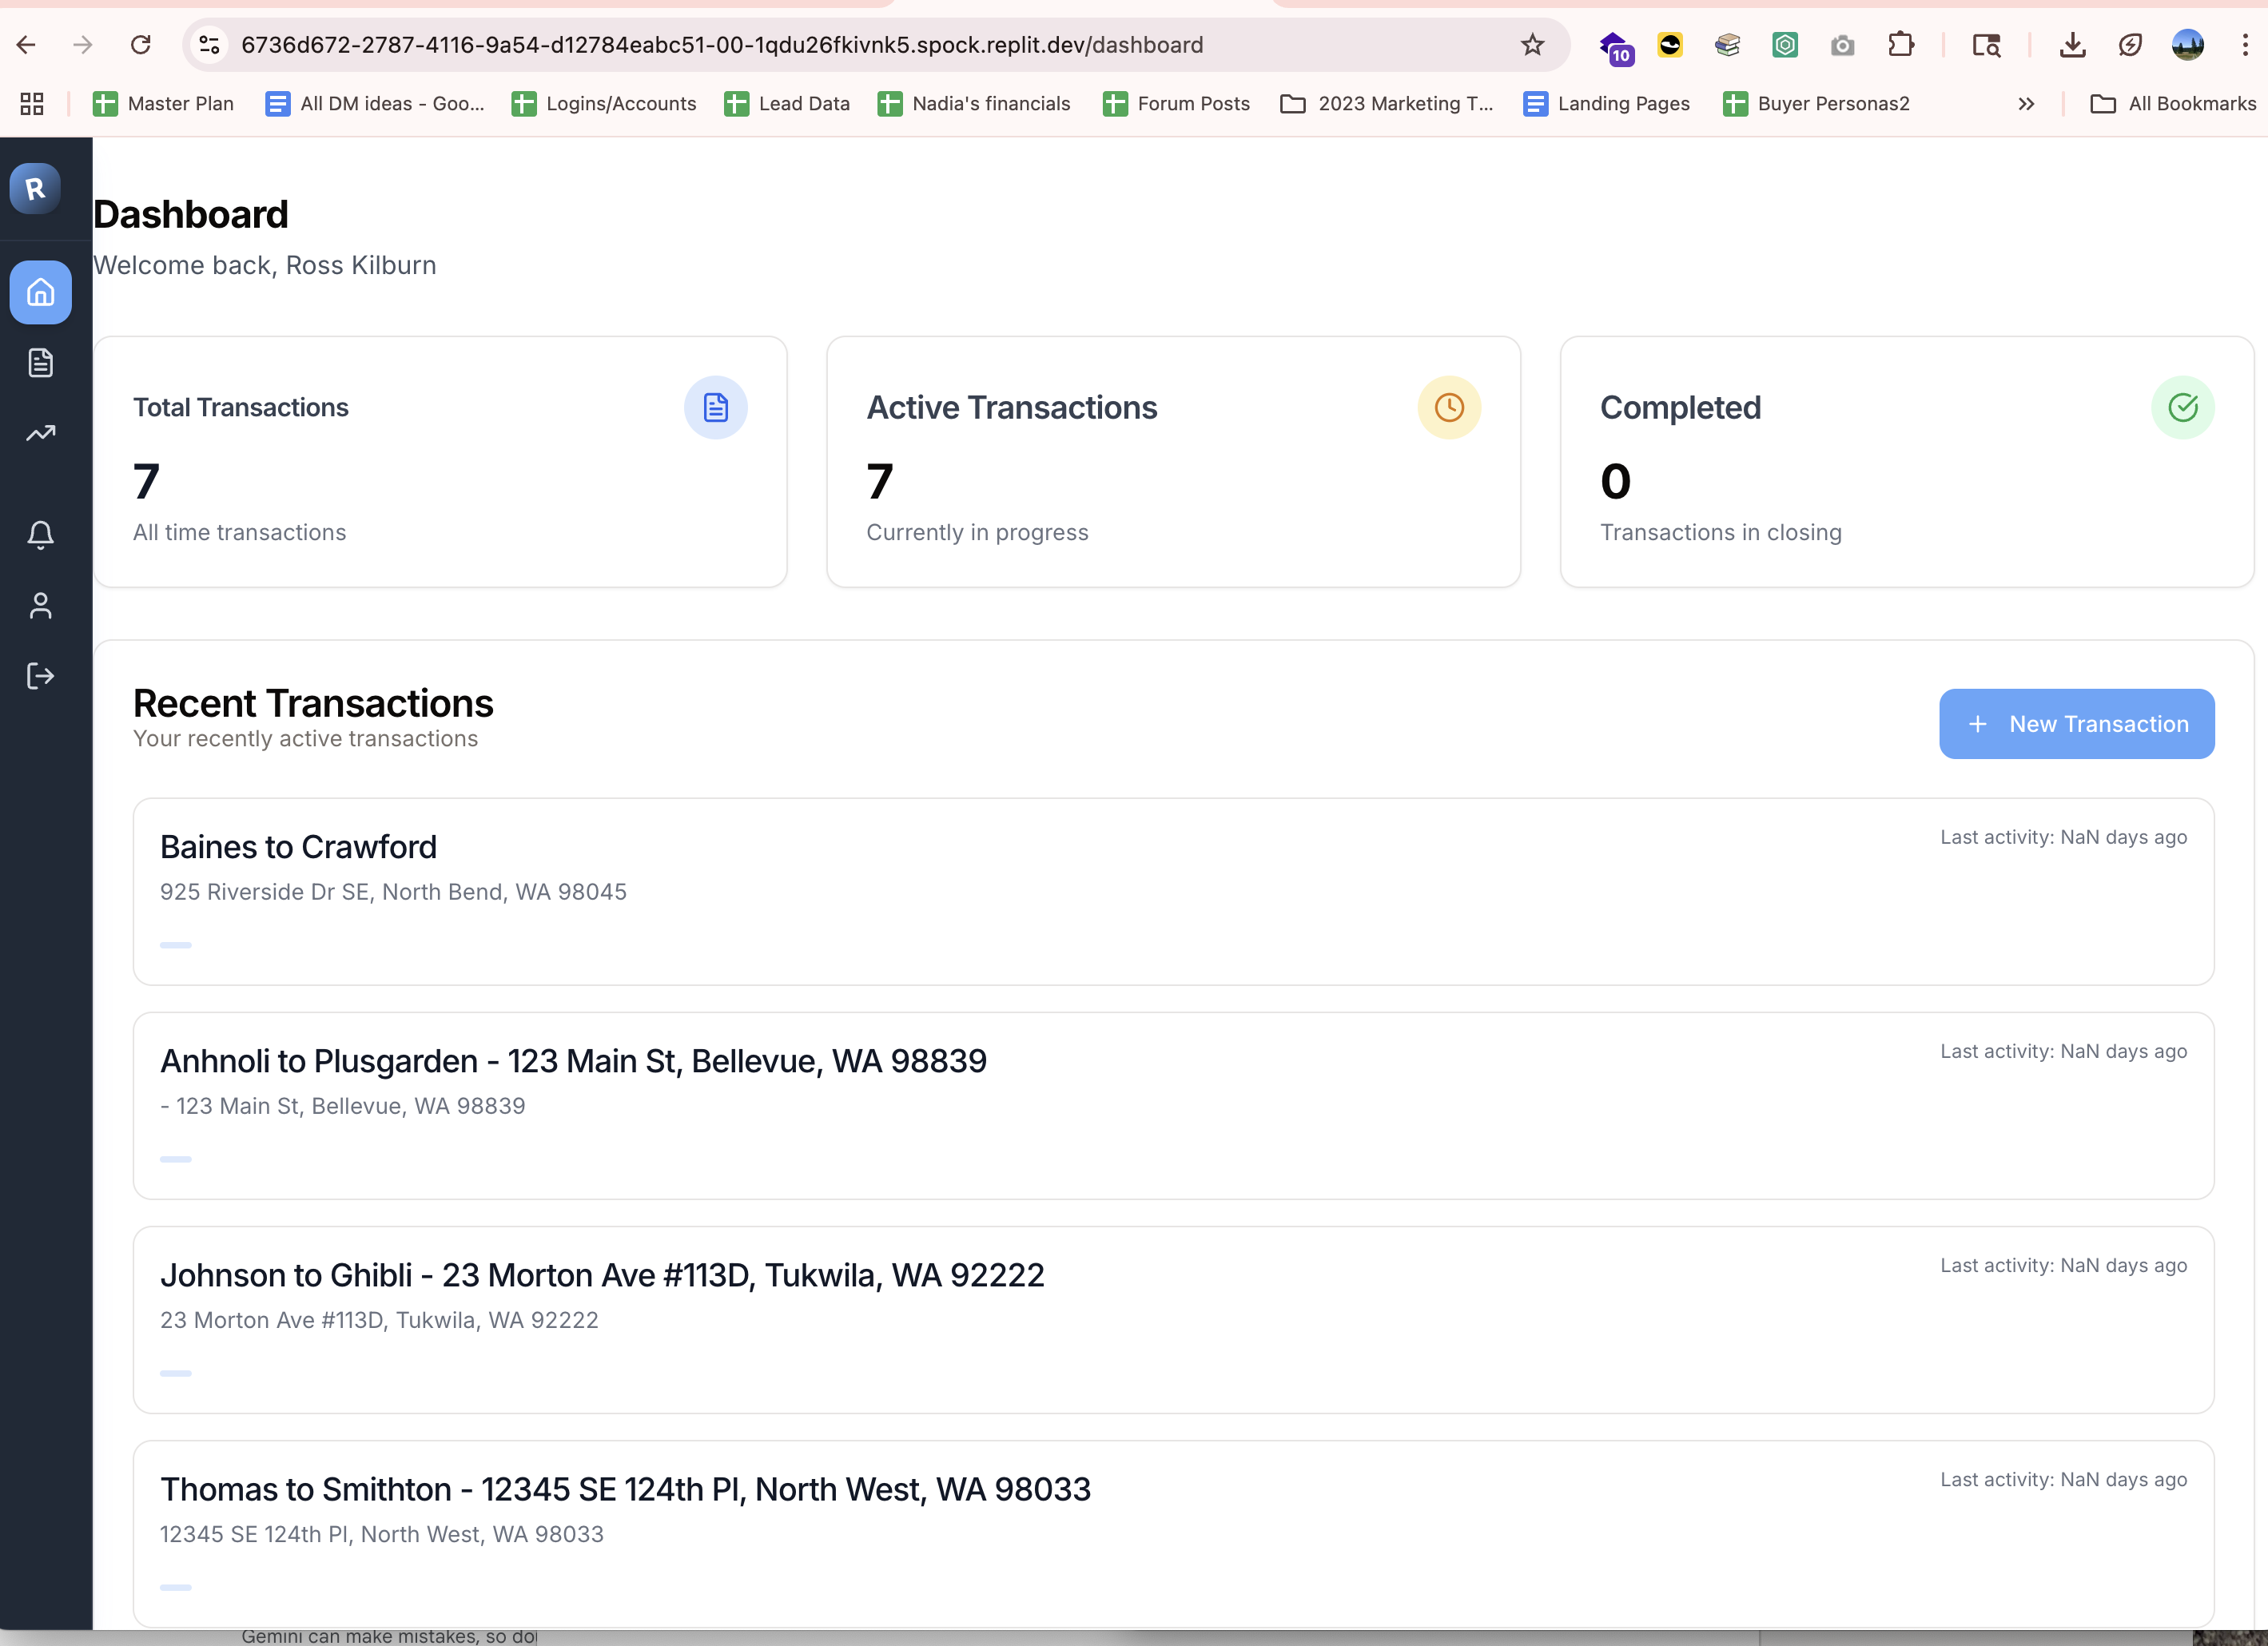 6736d672-2787-4116-9a54-d12784eabc51-00-1qdu26fkivnk5.spock.replit.dev/dashboard
10
Master Plan
All DM ideas - Goo...
Logins/Accounts
Lead Data
Nadia's financials
Forum Posts
2023 Marketing T...
Landing Pages
Buyer Personas2
All Bookmarks
R
Dashboard
Welcome back, Ross Kilburn
Total Transactions
7
All time transactions
Active Transactions
7
Currently in progress
Completed
0
Transactions in closing
Recent Transactions
Your recently active transactions
+ New Transaction
Baines to Crawford
Last activity: NaN days ago
925 Riverside Dr SE, North Bend, WA 98045
Anhnoli to Plusgarden - 123 Main St, Bellevue, WA 98839
Last activity: NaN days ago
- 123 Main St, Bellevue, WA 98839
Johnson to Ghibli - 23 Morton Ave #113D, Tukwila, WA 92222
Last activity: NaN days ago
23 Morton Ave #113D, Tukwila, WA 92222
Thomas to Smithton - 12345 SE 124th Pl, North West, WA 98033
Last activity: NaN days ago
12345 SE 124th Pl, North West, WA 98033
Gemini can make mistakes, so do